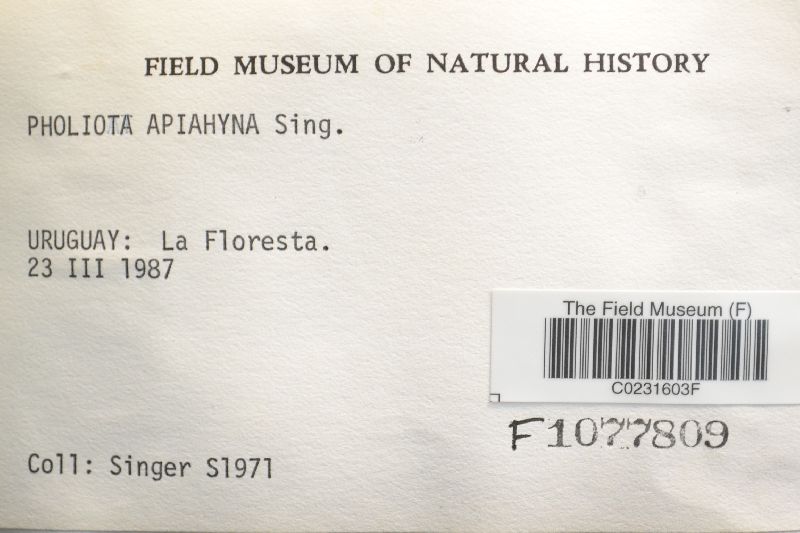 FIELD MUSEUM OF NATURAL HISTORY
PHOLIOTA APIAHYNA Sing.
URUGUAY: La Floresta.
23 III 1987
The Field Museum (F)
C0231603F
F1077809
Coll: Singer S1971